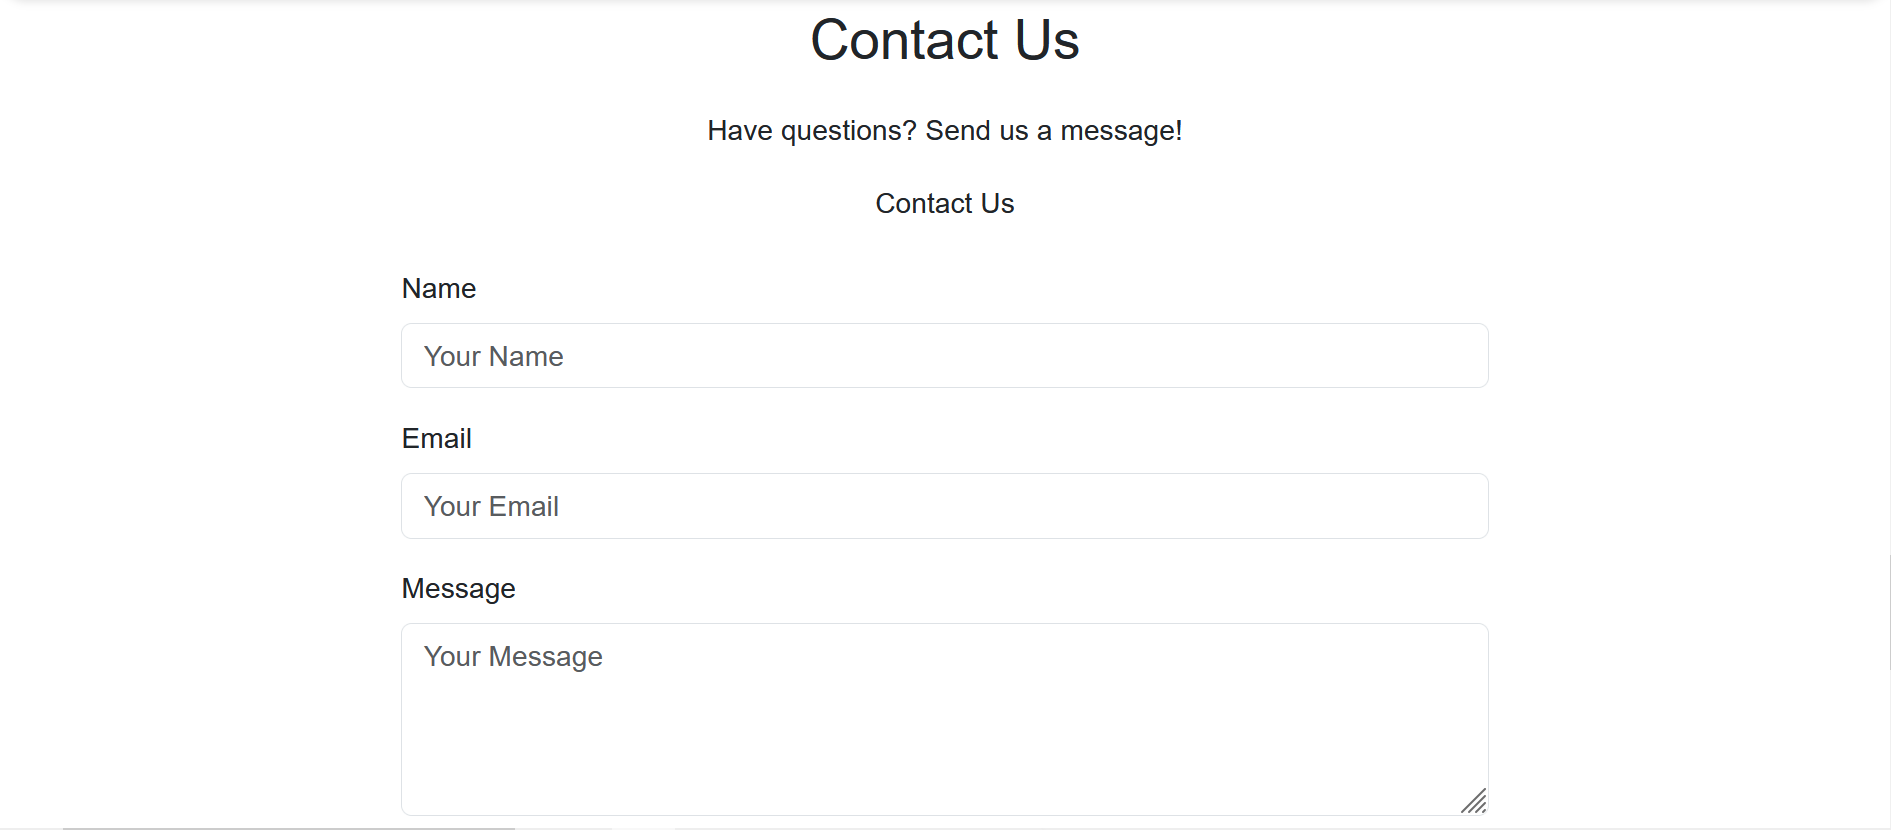 Contact Us
Have questions? Send us a message!
Contact Us
Name
Your Name
Email
Your Email
Message
Your Message